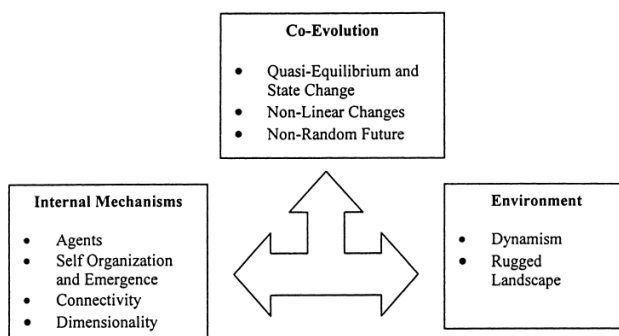 Co-Evolution
• Quasi-Equilibrium and
State Change
• Non-Linear Changes
• Non-Random Future
Internal Mechanisms
• Agents
• Self Organization
and Emergence
• Connectivity
• Dimensionality
Environment
• Dynamism
• Rugged
Landscape